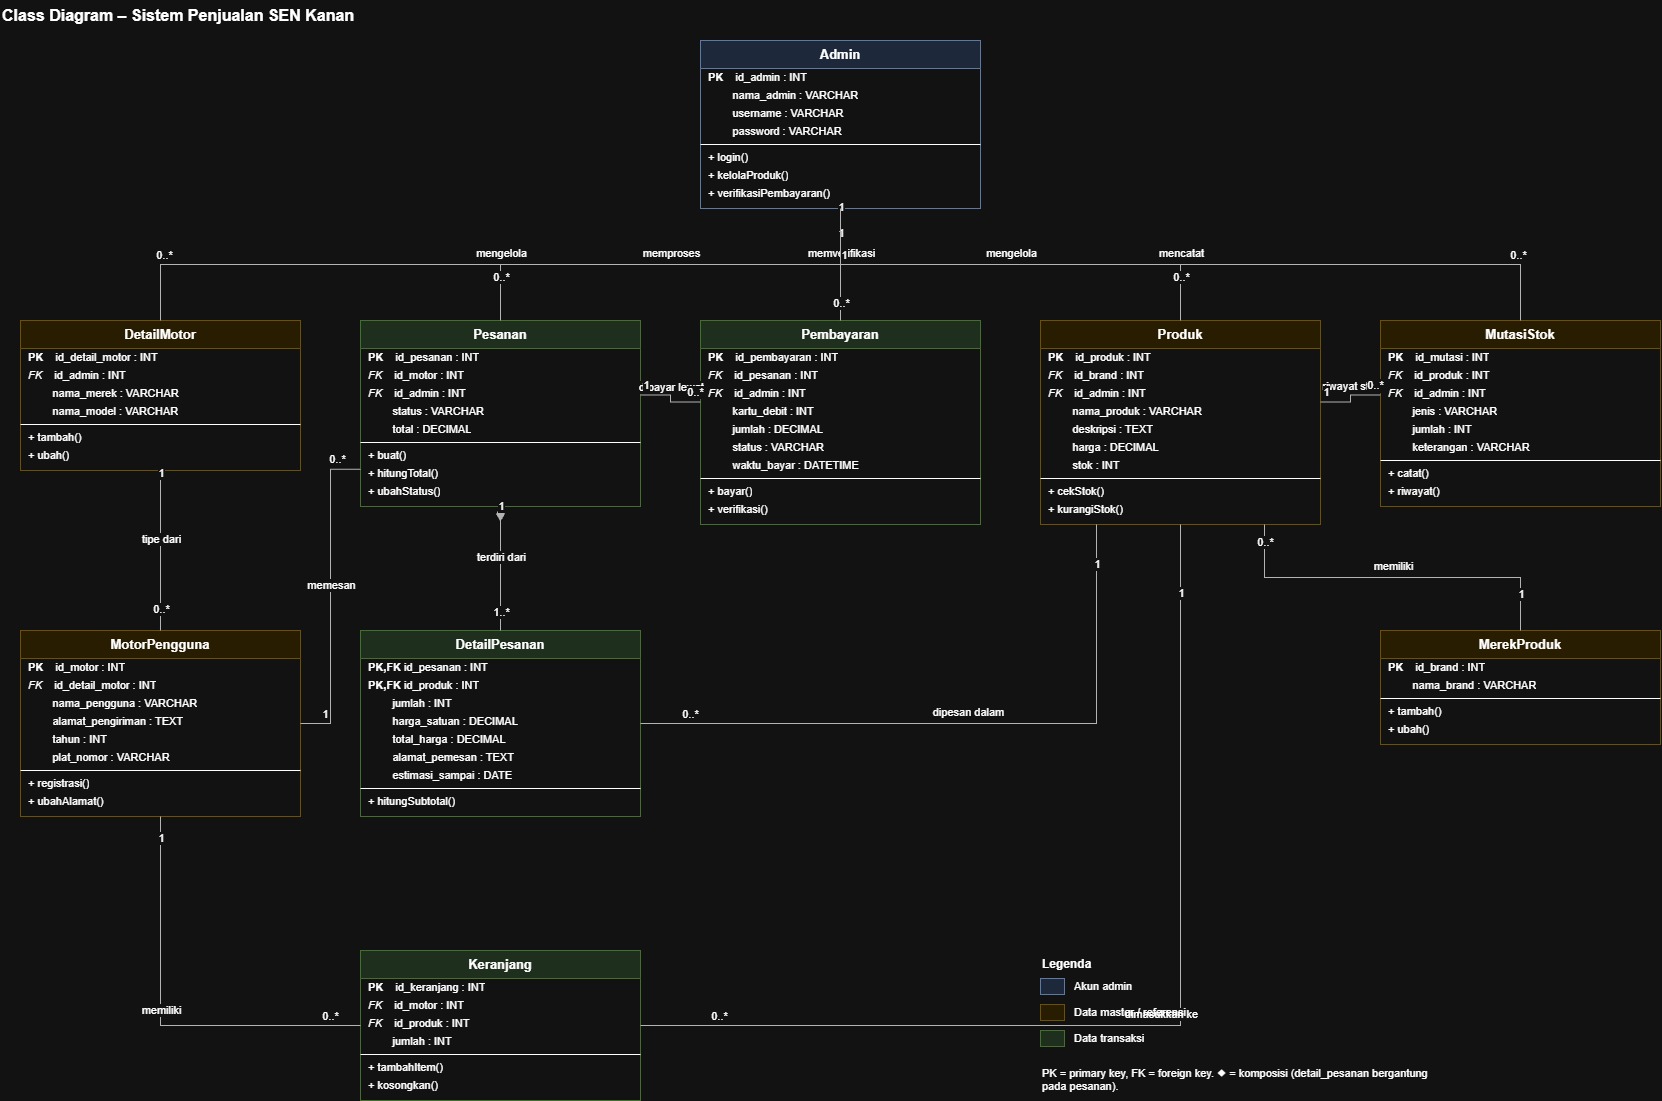 Class Diagram – Sistem Penjualan SEN Kanan
Admin
PK id_admin : INT
nama_admin : VARCHAR
username : VARCHAR
password : VARCHAR
+ login()
+ kelolaProduk()
+ verifikasiPembayaran()
1
1
1
0..*
mengelola
memproses
memverifikasi
mengelola
mencatat
0..*
0..*
0..*
0..*
DetailMotor
PK id_detail_motor : INT
FK id_admin : INT
nama_merek : VARCHAR
nama_model : VARCHAR
+ tambah()
+ ubah()
Pesanan
PK id_pesanan : INT
FK id_motor : INT
FK id_admin : INT
status : VARCHAR
total : DECIMAL
+ buat()
+ hitungTotal()
+ ubahStatus()
1
0..*
Pembayaran
PK id_pembayaran : INT
FK id_pesanan : INT
FK id_admin : INT
kartu_debit : INT
jumlah : DECIMAL
status : VARCHAR
waktu_bayar : DATETIME
+ bayar()
+ verifikasi()
Produk
PK id_produk : INT
FK id_brand : INT
FK id_admin : INT
nama_produk : VARCHAR
deskripsi : TEXT
harga : DECIMAL
stok : INT
+ cekStok()
+ kurangiStok()
1
0..*
MutasiStok
PK id_mutasi : INT
FK id_produk : INT
FK id_admin : INT
jenis : VARCHAR
jumlah : INT
keterangan : VARCHAR
+ catat()
+ riwayat()
1
tipe dari
0..*
0..*
memesan
1
1
terdiri dari
1..*
1
1
0..*
memiliki
1
MotorPengguna
PK id_motor : INT
FK id_detail_motor : INT
nama_pengguna : VARCHAR
alamat_pengiriman : TEXT
tahun : INT
plat_nomor : VARCHAR
+ registrasi()
+ ubahAlamat()
DetailPesanan
PK,FK id_pesanan : INT
PK,FK id_produk : INT
jumlah : INT
harga_satuan : DECIMAL
total_harga : DECIMAL
alamat_pemesan : TEXT
estimasi_sampai : DATE
+ hitungSubtotal()
0..*
dipesan dalam
MerekProduk
PK id_brand : INT
nama_brand : VARCHAR
+ tambah()
+ ubah()
1
memiliki
0..*
Keranjang
PK id_keranjang : INT
FK id_motor : INT
FK id_produk : INT
jumlah : INT
+ tambahItem()
+ kosongkan()
0..*
Legenda
Akun admin
Data master
Data transaksi
PK = primary key, FK = foreign key. ◆ = komposisi (detail_pesanan bergantung
pada pesanan).